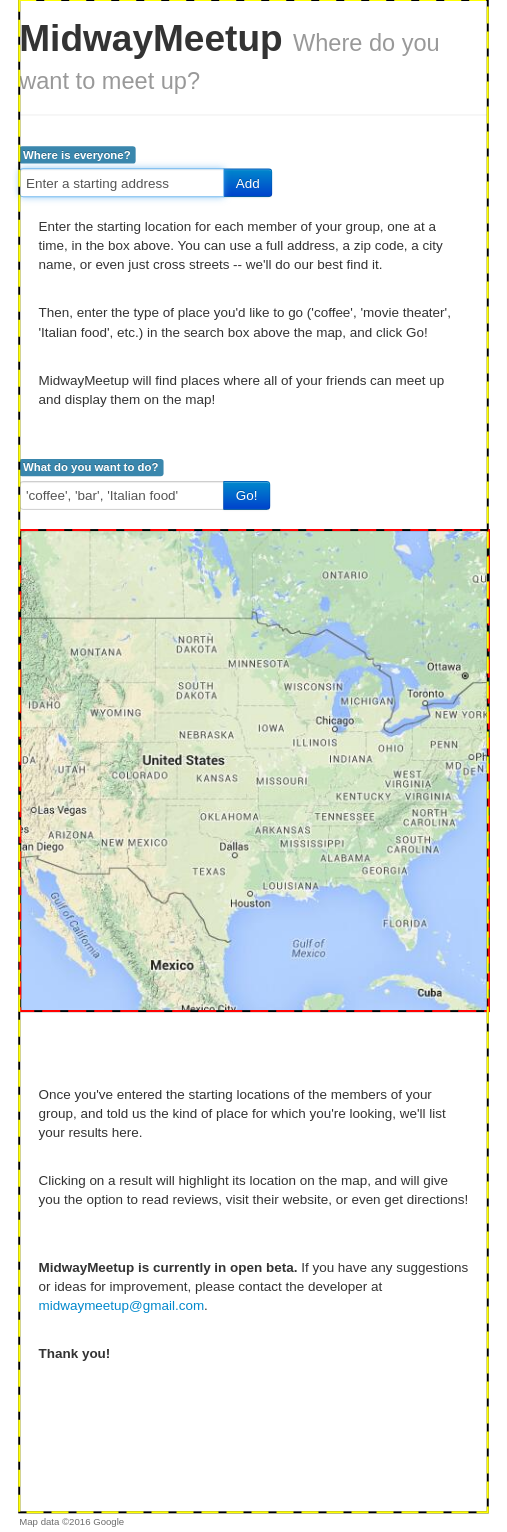 MidwayMeetup Where do you
want to meet up?
Where is everyone?
Enter a starting address
Add
Enter the starting location for each member of your group, one at a
time, in the box above. You can use a full address, a zip code, a city
name, or even just cross streets -- we'll do our best find it.
Then, enter the type of place you'd like to go ('coffee', 'movie theater',
'Italian food', etc.) in the search box above the map, and click Go!
MidwayMeetup will find places where all of your friends can meet up
and display them on the map!
What do you want to do?
'coffee', 'bar', 'Italian food'
Go!
ONTARIO
QU
NORTH
DAKOTA
MONTANA
MINNESOTA
Ottawa
SOUTH
DAKOTA
WISCONSIN
MICHIGAN
Toronto
IDAHO
WYOMING
Chicago
NEW YORK
NEBRASKA
IOWA
ILLINOIS
OHIO
PENN
INDIANA
United States
DA
UTAH
COLORADO
KANSAS
MISSOURI
WEST
VIRGINIA
MD
DE
N
PH
KENTUCKY
VIRGINIA
Las Vegas
OKLAHOMA
TENNESSEE
NORTH
CAROLINA
es
ARIZONA
NEW MEXICO
ARKANSAS
MISSISSIPPI
SOUTH
CAROLINA
an Diego
Dallas
ALABAMA
TEXAS
GEORGIA
LOUISIANA
Houston
Gulf of California
FLORIDA
Gulf of
Mexico
Mexico
Cuba
Mexico City
Once you've entered the starting locations of the members of your
group, and told us the kind of place for which you're looking, we'll list
your results here.
Clicking on a result will highlight its location on the map, and will give
you the option to read reviews, visit their website, or even get directions!
MidwayMeetup is currently in open beta. If you have any suggestions
or ideas for improvement, please contact the developer at
midwaymeetup@gmail.com.
Thank you!
Map data ©2016 Google